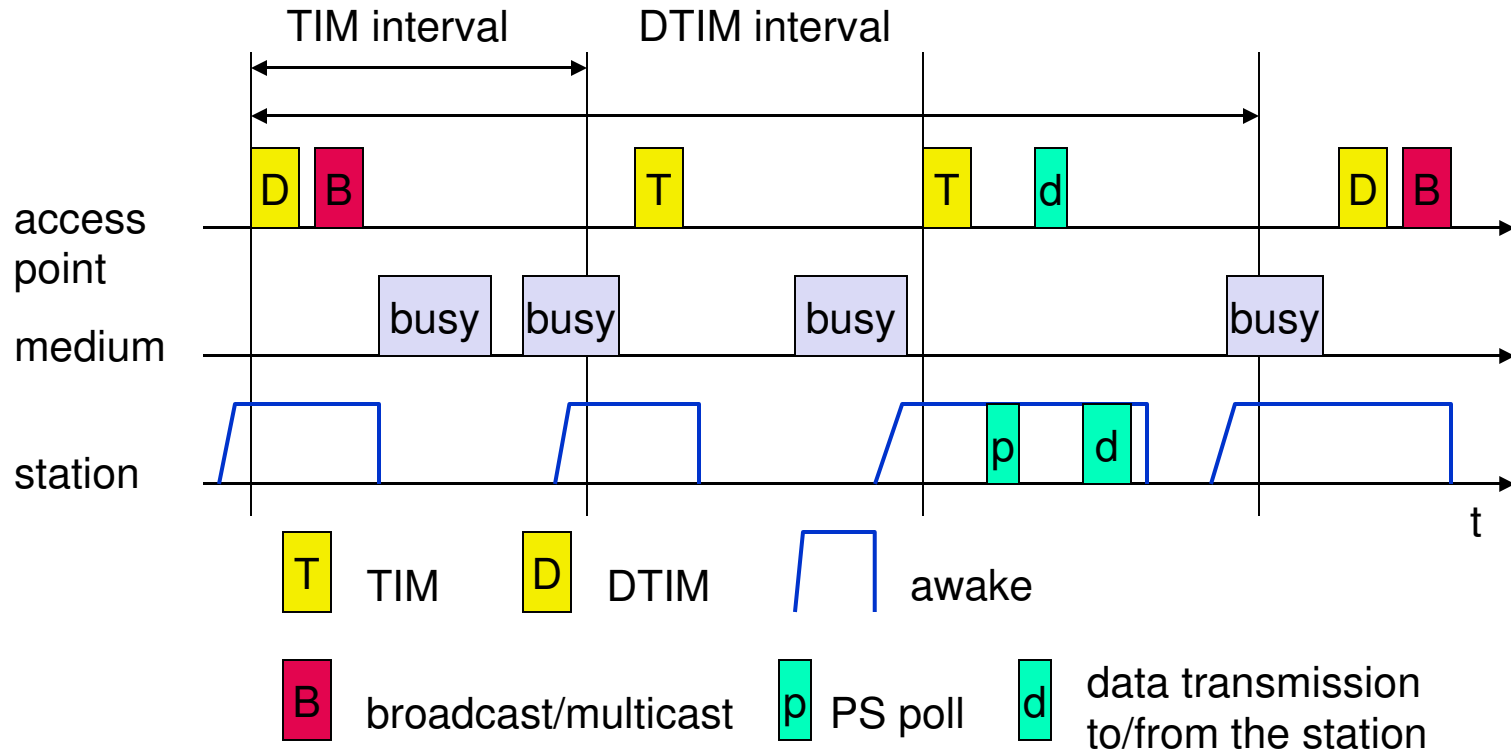 TIM interval DTIM interval
D B T T d D B
access
point
busy busy busy busy
medium
p d
station
t
T TIM D DTIM awake
B broadcast/multicast p PS poll d data transmission
to/from the station